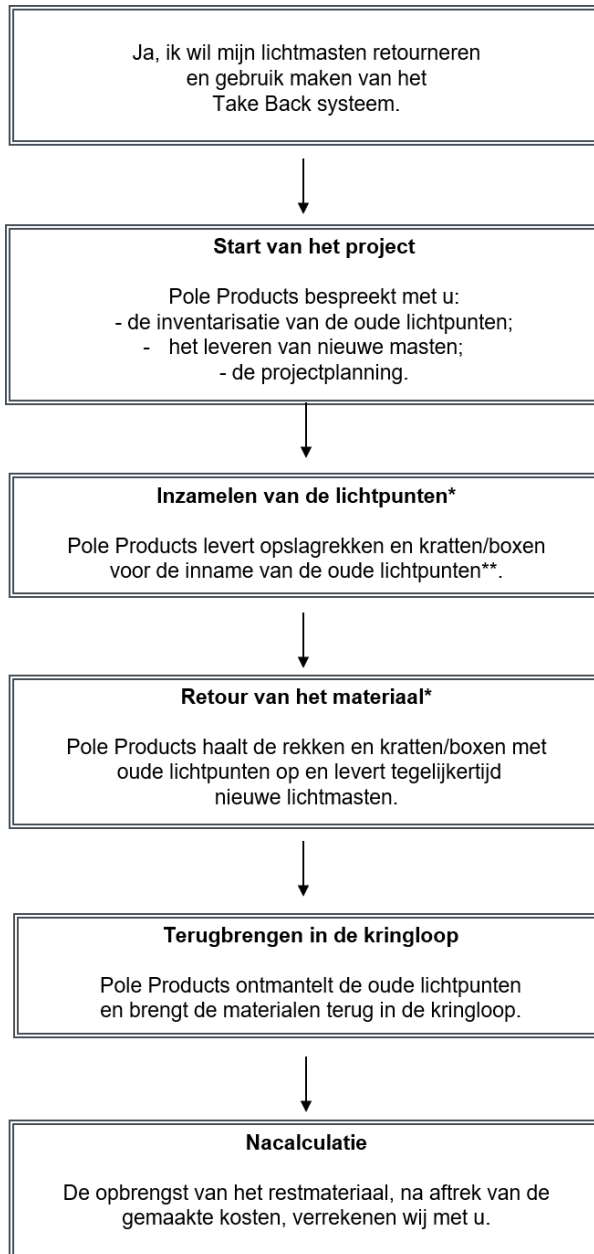 Ja, ik wil mijn lichtmasten retourneren
en gebruik maken van het
Take Back systeem.
Start van het project
Pole Products bespreekt met u:
- de inventarisatie van de oude lichtpunten;
- het leveren van nieuwe masten;
- de projectplanning.
Inzamelen van de lichtpunten*
Pole Products levert opslagrekken en kratten/boxen
voor de inname van de oude lichtpunten**.
Retour van het materiaal*
Pole Products haalt de rekken en kratten/boxen met
oude lichtpunten op en levert tegelijkertijd
nieuwe lichtmasten.
Terugbrengen in de kringloop
Pole Products ontmantelt de oude lichtpunten
en brengt de materialen terug in de kringloop.
Nacalculatie
De opbrengst van het restmateriaal, na aftrek van de
gemaakte kosten, verrekenen wij met u.